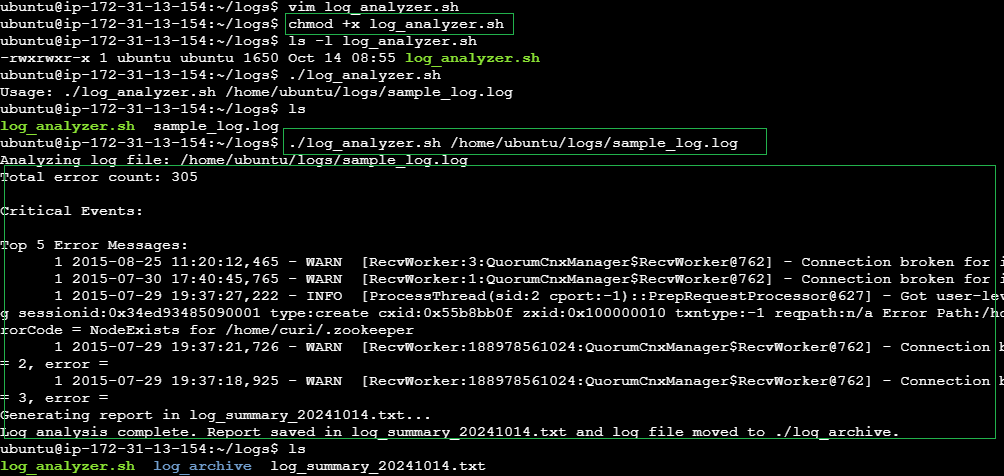 ubuntu@ip-172-31-13-154:~/logs$ vim log_analyzer.sh
ubuntu@ip-172-31-13-154:~/logs$ chmod +x log_analyzer.sh
ubuntu@ip-172-31-13-154:~/logs$ ls -l log_analyzer.sh
-rwxrwxr-x 1 ubuntu ubuntu 1650 Oct 14 08:55 log_analyzer.sh
ubuntu@ip-172-31-13-154:~/logs$ ./log_analyzer.sh
Usage: ./log_analyzer.sh /home/ubuntu/logs/sample_log.log
ubuntu@ip-172-31-13-154:~/logs$ ls
log_analyzer.sh  sample_log.log
ubuntu@ip-172-31-13-154:~/logs$ ./log_analyzer.sh /home/ubuntu/logs/sample_log.log
Analyzing log file: /home/ubuntu/logs/sample_log.log
Total error count: 305
Critical Events:
Top 5 Error Messages:
1 2015-08-25 11:20:12,465 - WARN  [RecvWorker:3:QuorumCnxManager$RecvWorker@762] - Connection broken for i
1 2015-07-30 17:40:45,765 - WARN  [RecvWorker:1:QuorumCnxManager$RecvWorker@762] - Connection broken for i
1 2015-07-29 19:37:27,222 - INFO  [ProcessThread(sid:2 cport:-1)::PrepRequestProcessor@627] - Got user-lev
g sessionid:0x34ed93485090001 type:create cxid:0x55b8bb0f zxid:0x100000010 txntype:-1 reqpath:n/a Error Path:/ho
rorCode = NodeExists for /home/curi/.zookeeper
1 2015-07-29 19:37:21,726 - WARN  [RecvWorker:188978561024:QuorumCnxManager$RecvWorker@762] - Connection b
= 2, error =
1 2015-07-29 19:37:18,925 - WARN  [RecvWorker:188978561024:QuorumCnxManager$RecvWorker@762] - Connection b
= 3, error =
Generating report in log_summary_20241014.txt...
Log analysis complete. Report saved in log_summary_20241014.txt and log file moved to ./log_archive.
ubuntu@ip-172-31-13-154:~/logs$ ls
log_analyzer.sh  log_archive  log_summary_20241014.txt